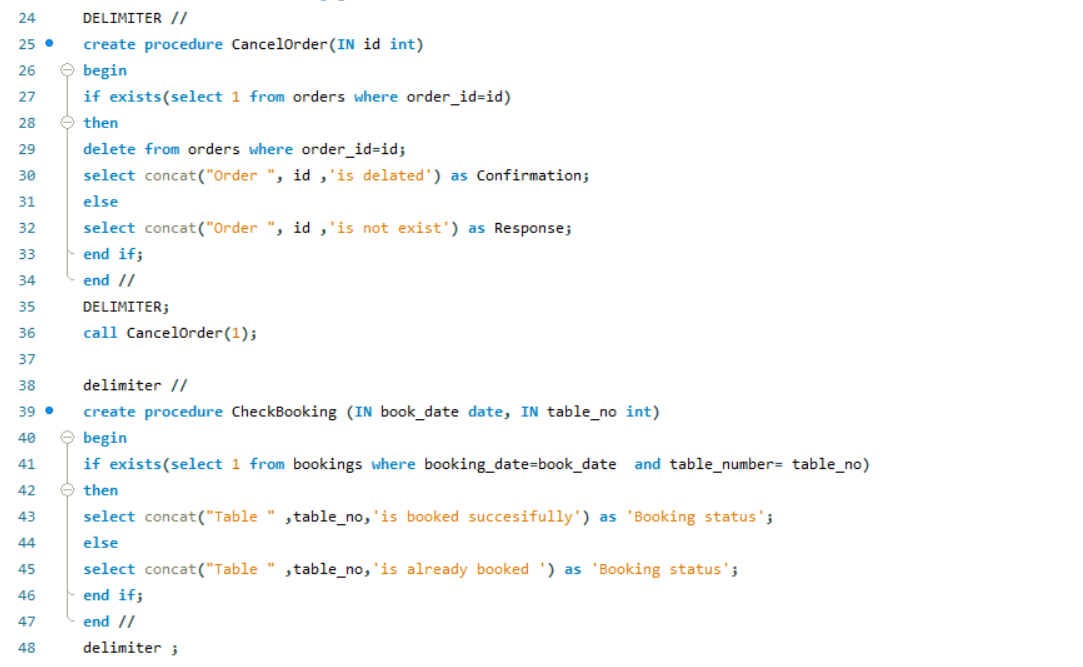 24 DELIMITER //
25 create procedure CancelOrder(IN id int)
26 begin
27 if exists(select 1 from orders where order_id=id)
28 then
29 delete from orders where order_id=id;
30 select concat("Order ", id ,'is delated') as Confirmation;
31 else
32 select concat("Order ", id ,'is not exist') as Response;
33 end if;
34 end //
35 DELIMITER;
36 call CancelOrder(1);
37
38 delimiter //
39 create procedure CheckBooking (IN book_date date, IN table_no int)
40 begin
41 if exists(select 1 from bookings where booking_date=book_date  and table_number= table_no)
42 then
43 select concat("Table " ,table_no,'is booked succesifully') as 'Booking status';
44 else
45 select concat("Table " ,table_no,'is already booked ') as 'Booking status';
46 end if;
47 end //
48 delimiter ;